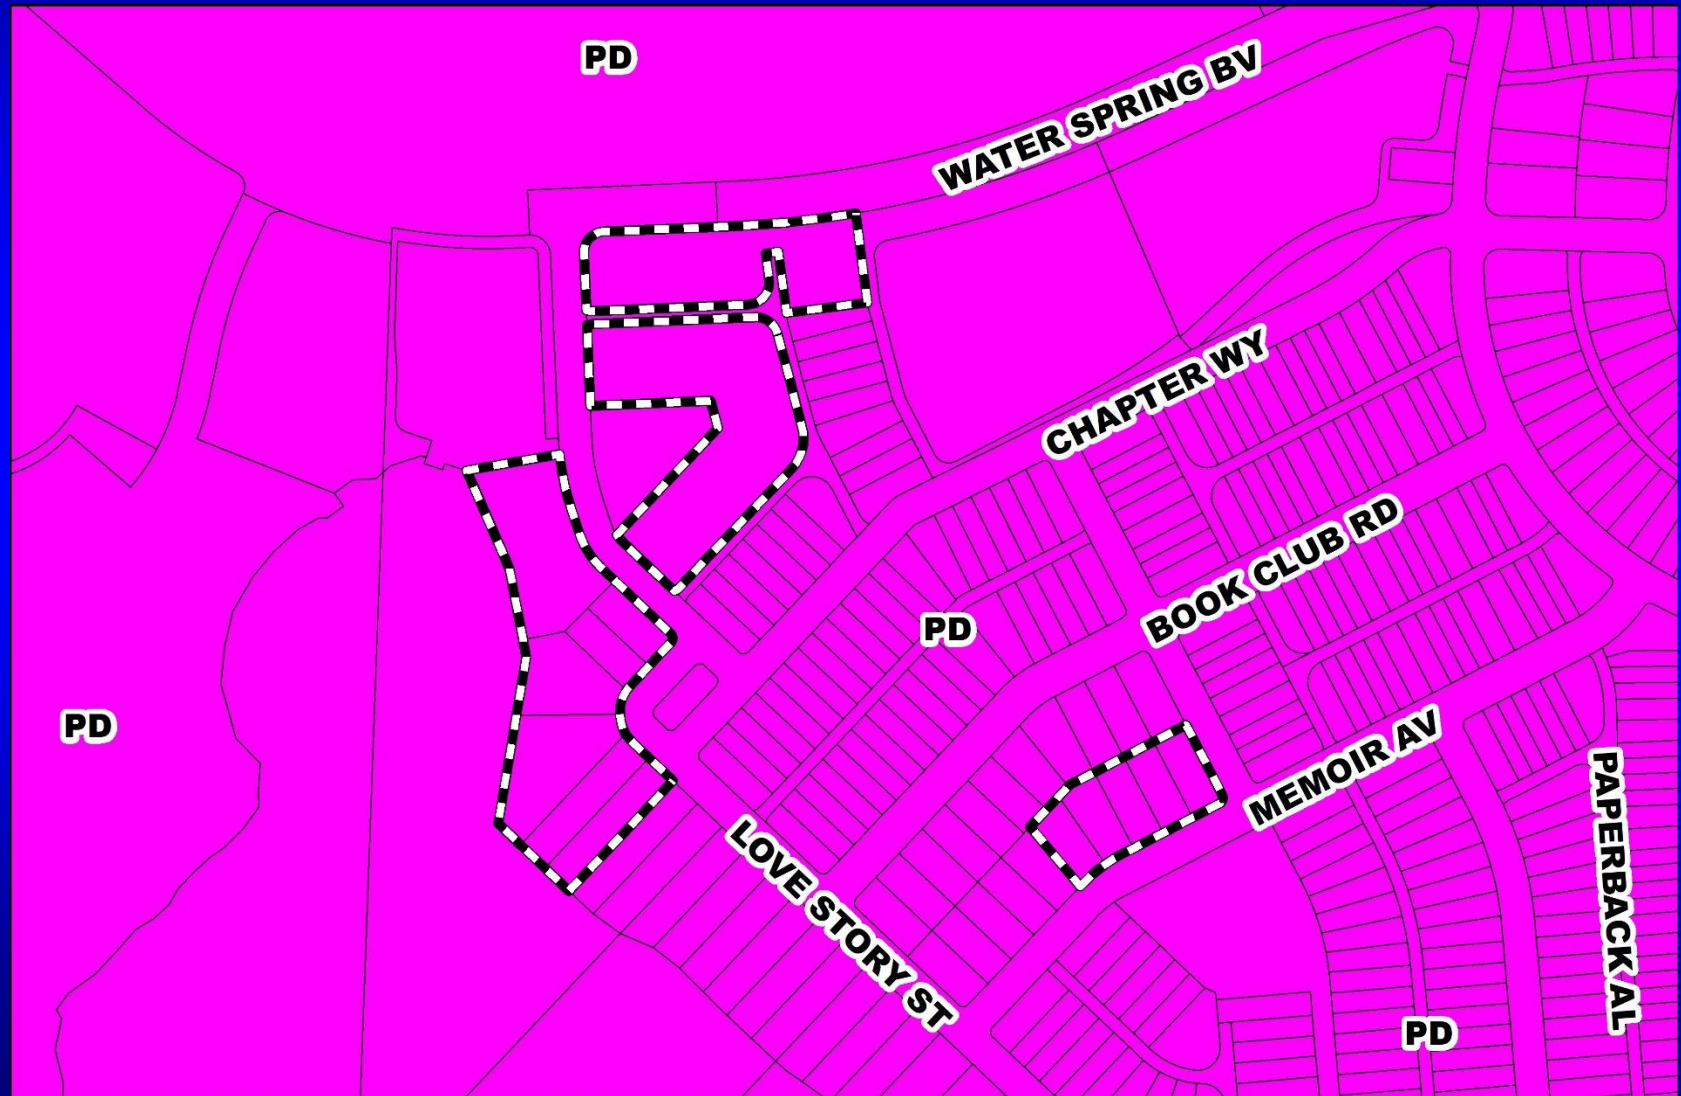 PD
WATER SPRING BV
CHAPTER WY
BOOK CLUB RD
PD
PD
MEMOIR AV
PAPERBACK AL
LOVE STORY ST
PD